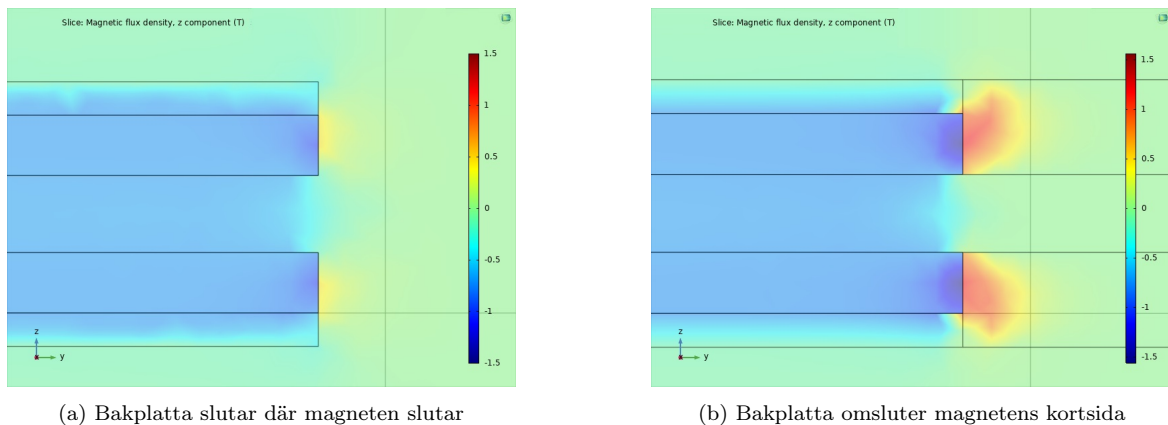 Slice: Magnetic flux density, z component (T)
1.5
1
0.5
0
-0.5
-1
-1.5
z
y
(a) Bakplatta slutar där magneten slutar
Slice: Magnetic flux density, z component (T)
1.5
1
0.5
0
-0.5
-1
-1.5
z
y
(b) Bakplatta omsluter magnetens kortsida